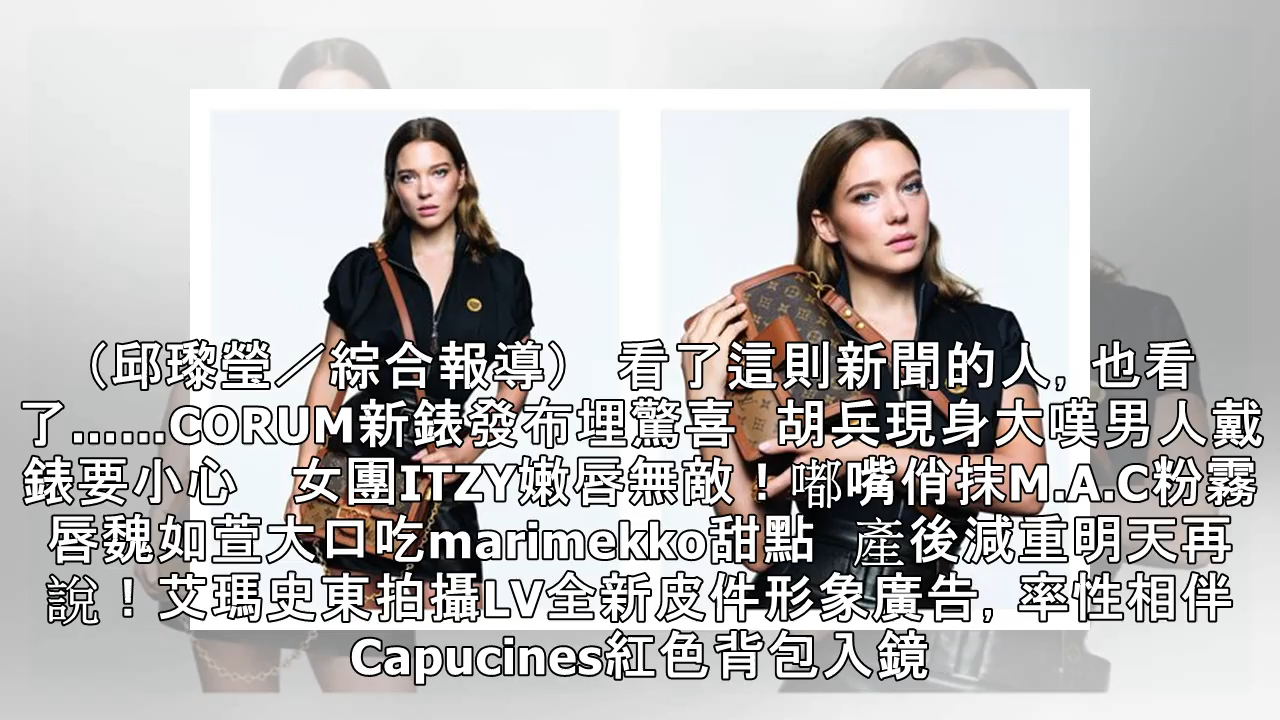 （邱瓈瑩／綜合報導） 看了這則新聞的人, 也看
了……CORUM新錶發布埋驚喜 胡兵現身大嘆男人戴
錶要小心 女團ITZY嫩唇無敵！嘟嘴俏抹M.A.C粉霧
唇魏如萱大口吃marimekko甜點 產後減重明天再
說！艾瑪史東拍攝LV全新皮件形象廣告, 率性相伴
Capucines紅色背包入鏡